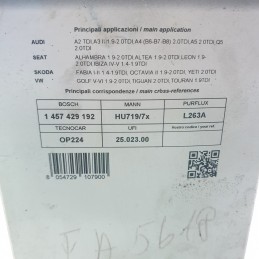 Principali applicazioni / main application
AUDI A2 TDI,A3 I 1.9-2.0TDI,A4 (B6-B7-B8) 2.0TDI,A5 2.0TDI,Q5
2.0TDI
SEAT ALHAMBRA 1.9-2.0TDI ALTEA 1.9-2.0TDI LEON 1.9-
2.0TDI IBIZA IV-V 1.4-1.9TDI
SKODA FABIA I-II 1.4-1.9TDI, OCTAVIA II 1.9-2.0TDI, YETI 2.0TDI
VW GOLF V-VI 1.9-2.0TDI, TIGUAN 2.0TDI, TOURAN 1.9TDI
Principali corrispondenze / main cross-references
BOSCH MANN PURFLUX
1 457 429 192 HU719/7x L263A
TECNOCAR UFI
OP224 25.023.00
8 054729 107900